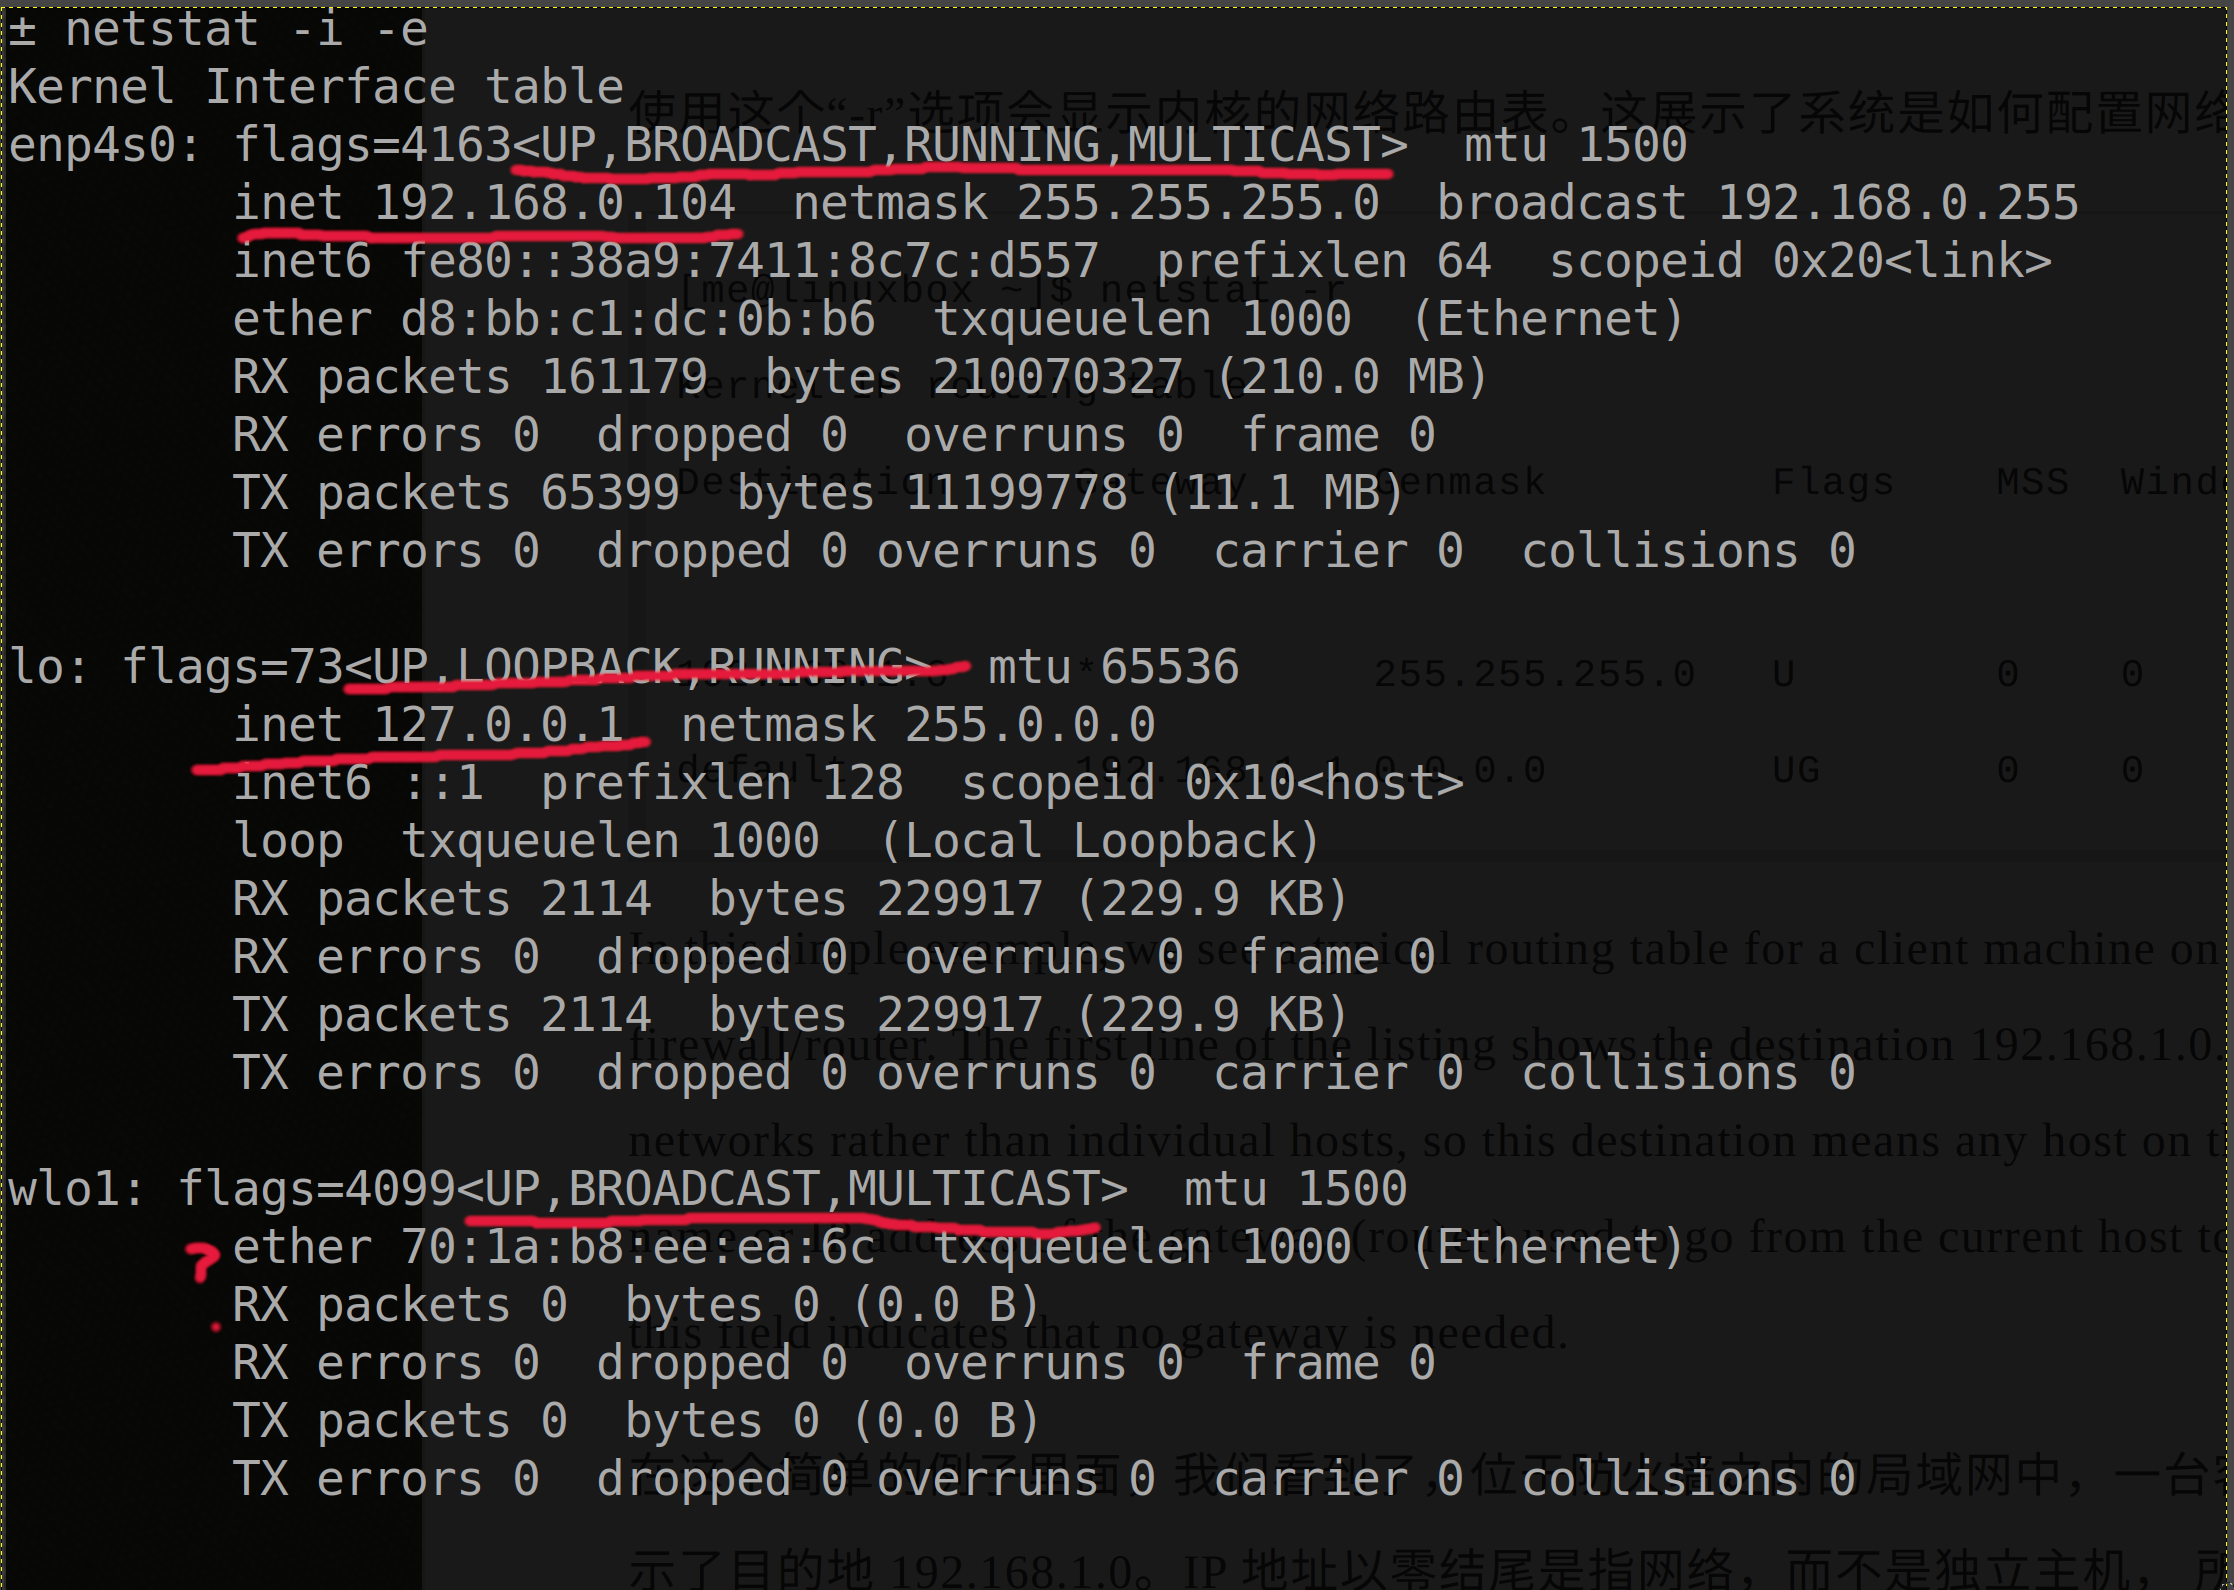 ± netstat -i -e
Kernel Interface table
enp4s0: flags=4163<UP,BROADCAST,RUNNING,MULTICAST>  mtu 1500
        inet 192.168.0.104  netmask 255.255.255.0  broadcast 192.168.0.255
        inet6 fe80::38a9:7411:8c7c:d557  prefixlen 64  scopeid 0x20<link>
        ether d8:bb:c1:dc:0b:b6  txqueuelen 1000  (Ethernet)
        RX packets 161179  bytes 210070327 (210.0 MB)
        RX errors 0  dropped 0  overruns 0  frame 0
        TX packets 65399  bytes 11199778 (11.1 MB)
        TX errors 0  dropped 0 overruns 0  carrier 0  collisions 0
lo: flags=73<UP,LOOPBACK,RUNNING>  mtu 65536
        inet 127.0.0.1  netmask 255.0.0.0
        inet6 ::1  prefixlen 128  scopeid 0x10<host>
        loop  txqueuelen 1000  (Local Loopback)
        RX packets 2114  bytes 229917 (229.9 KB)
        RX errors 0  dropped 0  overruns 0  frame 0
        TX packets 2114  bytes 229917 (229.9 KB)
        TX errors 0  dropped 0 overruns 0  carrier 0  collisions 0
wlo1: flags=4099<UP,BROADCAST,MULTICAST>  mtu 1500
?
        ether 70:1a:b8:ee:ea:6c  txqueuelen 1000  (Ethernet)
        RX packets 0  bytes 0 (0.0 B)
        RX errors 0  dropped 0  overruns 0  frame 0
        TX packets 0  bytes 0 (0.0 B)
        TX errors 0  dropped 0 overruns 0  carrier 0  collisions 0
使用这个“-r”选项会显示内核的网络路由表。这展示了系统是如何配置网络
[me@linuxbox ~]$ netstat -r
Kernel IP routing table
Destination Gateway Genmask Flags MSS
* 255.255.255.0 U 0 0
default 192.168.1.1 0.0.0.0 UG 0 0
In this simple example, we see a typical routing table for a client machine on
firewall/router. The first line of the listing shows the destination 192.168.1.0.
networks rather than individual hosts, so this destination means any host on
name or IP address of the gateway (router) used to go from the current host to
this field indicates that no gateway is needed.
在这个简单的例子里面，我们看到了，位于防火墙之内的局域网中，一台
示了目的地 192.168.1.0。IP 地址以零结尾是指网络，而不是独立主机，